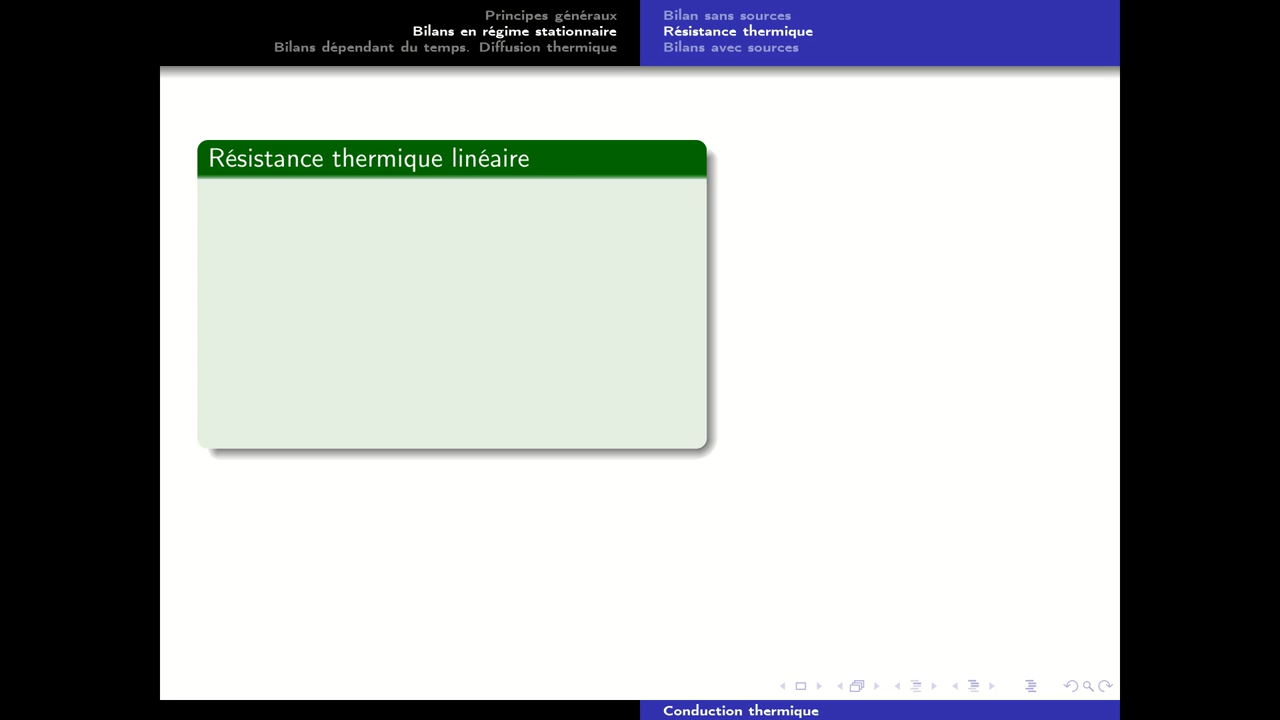 Principes généraux
Bilans en régime stationnaire
Bilans dépendant du temps. Diffusion thermique
Bilan sans sources
Résistance thermique
Bilans avec sources
Résistance thermique linéaire
Conduction thermique